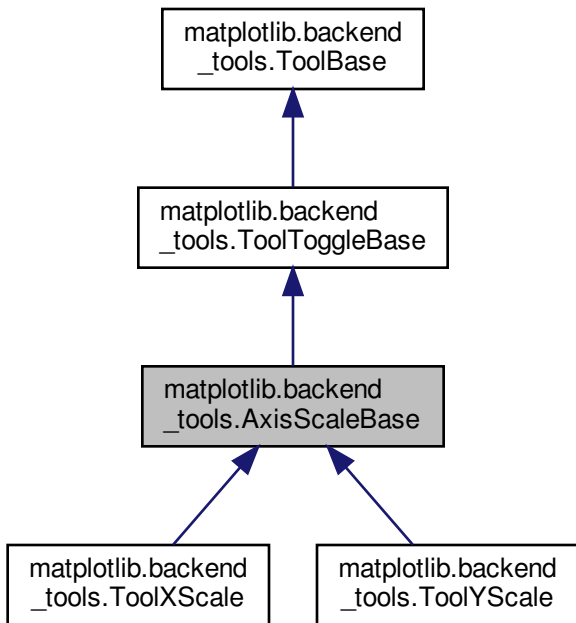 matplotlib.backend
_tools.ToolBase
matplotlib.backend
_tools.ToolToggleBase
matplotlib.backend
_tools.AxisScaleBase
matplotlib.backend
_tools.ToolXScale
matplotlib.backend
_tools.ToolYScale